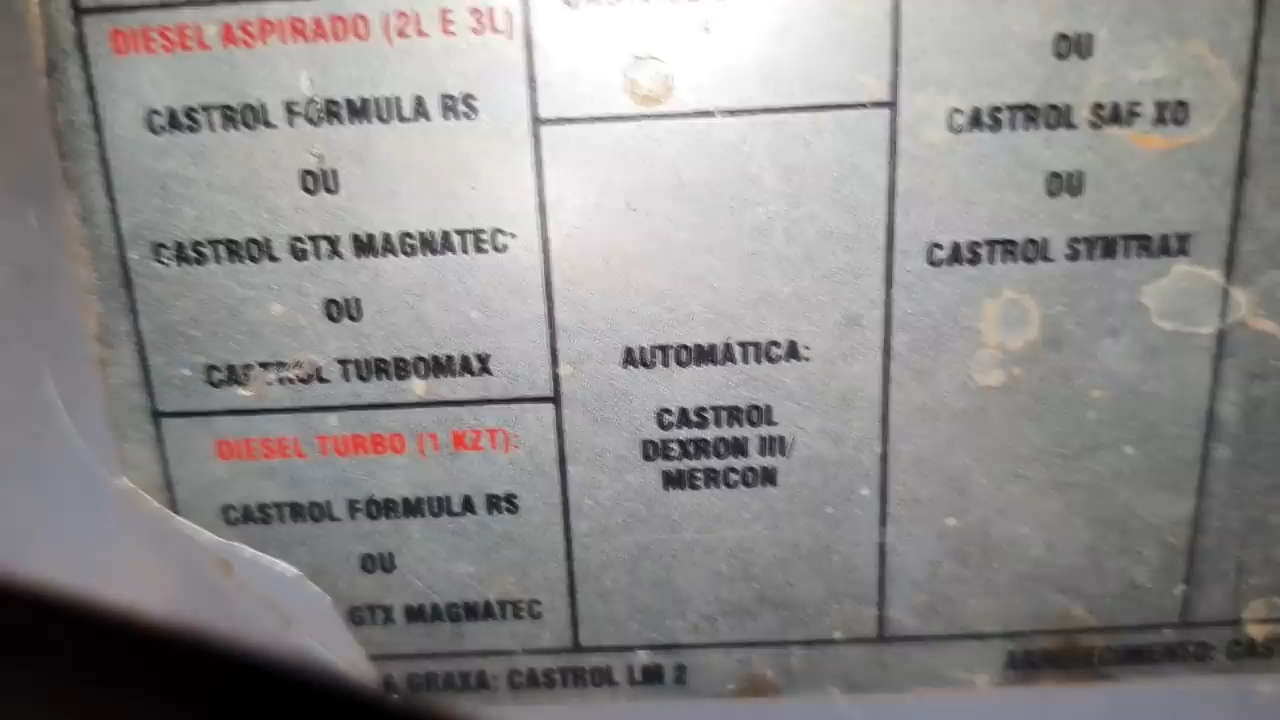 DIESEL ASPIRADO (2L E 3L)
CASTROL FÓRMULA RS
OU
CASTROL GTX MAGNATEC
OU
CASTROL TURBOMAX
DIESEL TURBO (1 KZT):
CASTROL FÓRMULA RS
OU
GTX MAGNATEC
AUTOMÁTICA:
CASTROL
DEXRON III/
MERCON
OU
CASTROL SAF XO
OU
CASTROL SYNTRAX
A GRAXA: CASTROL LM 2